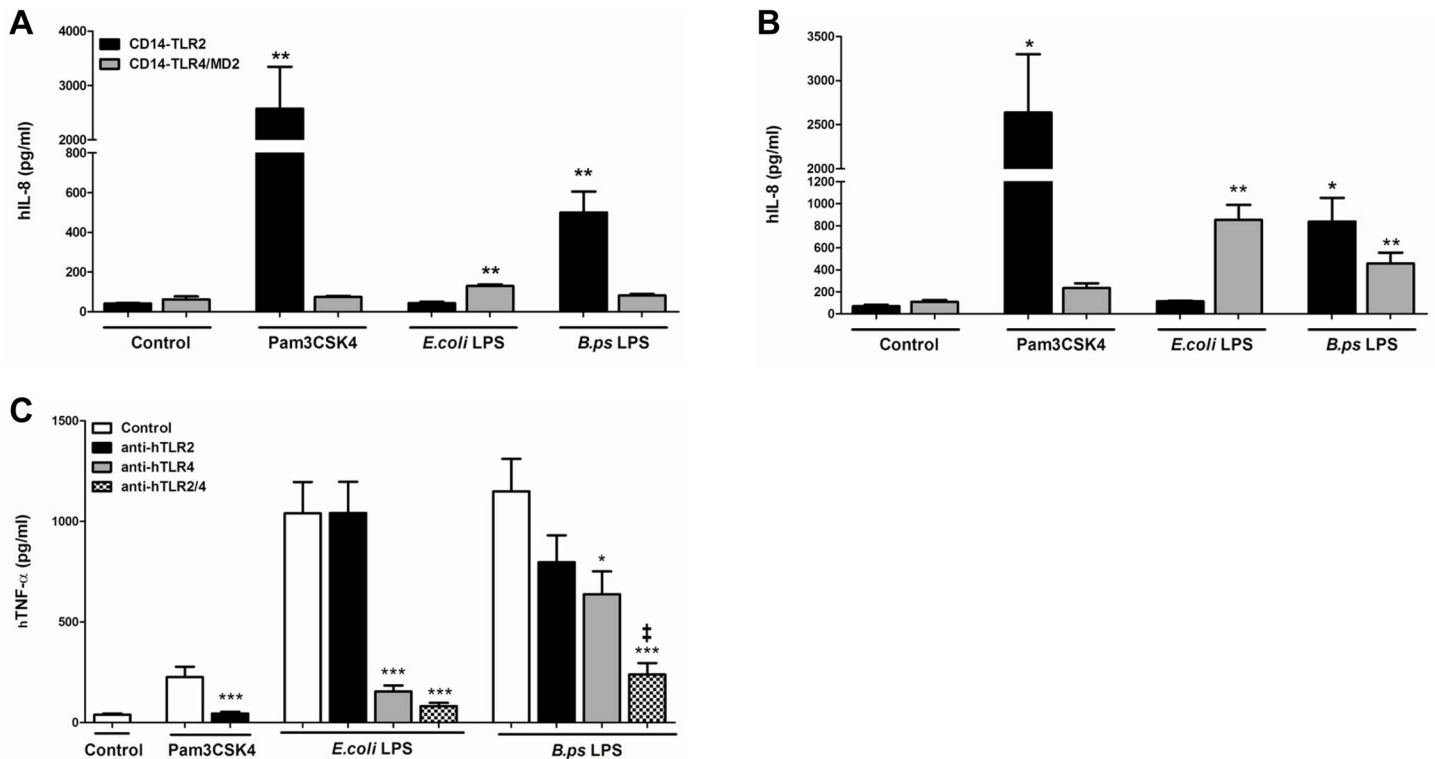 A
4000
3000
2000
800
600
400
200
0
hIL-8 (pg/ml)
CD14-TLR2
CD14-TLR4/MD2
**
**
**
Control
Pam3CSK4
E.coli LPS
B.ps LPS
B
3500
3000
2500
2000
1200
1000
800
600
400
200
0
hIL-8 (pg/ml)
*
**
*
**
Control
Pam3CSK4
E.coli LPS
B.ps LPS
C
1500
1000
500
0
hTNF-α (pg/ml)
Control
anti-hTLR2
anti-hTLR4
anti-hTLR2/4
***
***
***
*
‡
***
Control
Pam3CSK4
E.coli LPS
B.ps LPS